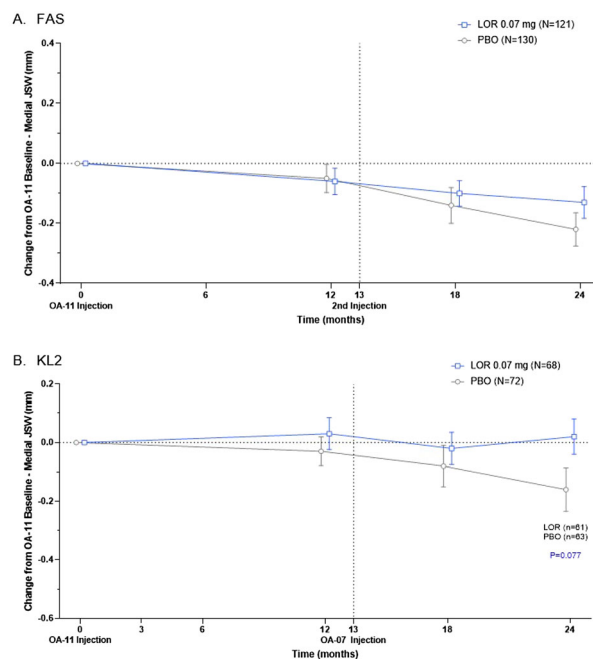 A. FAS
LOR 0.07 mg (N=121)
PBO (N=130)
Change from OA-11 Baseline - Medial JSW (mm)
0.4
0.2
0.0
-0.2
-0.4
0 6 12 13 18 24
OA-11 Injection 2nd Injection
Time (months)
B. KL2
LOR 0.07 mg (N=68)
PBO (N=72)
Change from OA-11 Baseline - Medial JSW (mm)
0.2
0.0
-0.2
-0.4
-0.6
LOR (n=61)
PBO (n=63)
P=0.077
0 3 6 12 13 18 24
OA-11 Injection OA-07 Injection
Time (months)